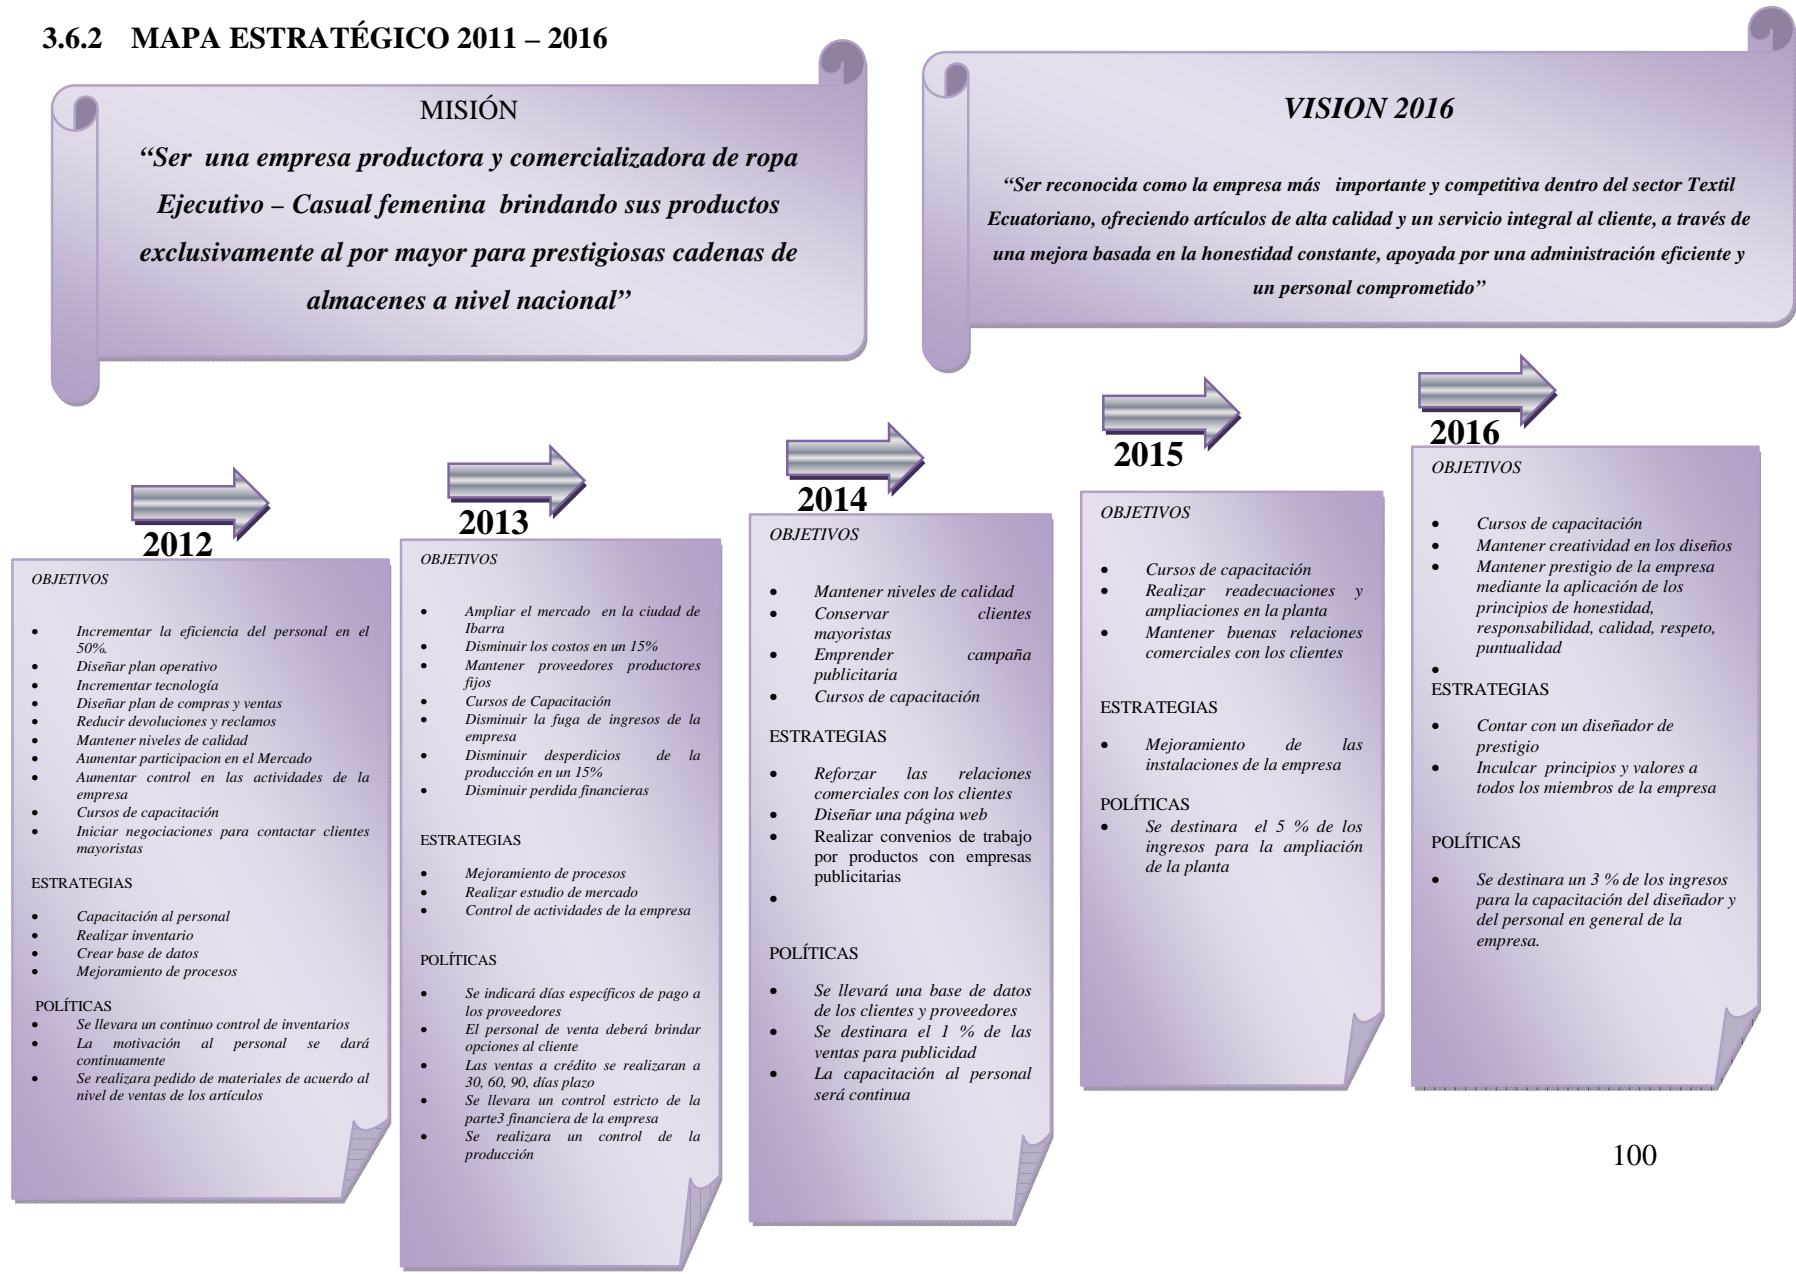 3.6.2 MAPA ESTRATÉGICO 2011 – 2016
MISIÓN
“Ser una empresa productora y comercializadora de ropa
Ejecutivo – Casual femenina brindando sus productos
exclusivamente al por mayor para prestigiosas cadenas de
almacenes a nivel nacional”
VISION 2016
“Ser reconocida como la empresa más importante y competitiva dentro del sector Textil
Ecuatoriano, ofreciendo artículos de alta calidad y un servicio integral al cliente, a través de
una mejora basada en la honestidad constante, apoyada por una administración eficiente y
un personal comprometido”
2012
OBJETIVOS
• Incrementar la eficiencia del personal en el
50%.
• Diseñar plan operativo
• Incrementar tecnología
• Diseñar plan de compras y ventas
• Reducir devoluciones y reclamos
• Mantener niveles de calidad
• Aumentar participacion en el Mercado
• Aumentar control en las actividades de la
empresa
• Cursos de capacitación
• Iniciar negociaciones para contactar clientes
mayoristas
ESTRATEGIAS
• Capacitación al personal
• Realizar inventario
• Crear base de datos
• Mejoramiento de procesos
POLÍTICAS
• Se llevara un continuo control de inventarios
• La motivación al personal se dará
continuamente
• Se realizara pedido de materiales de acuerdo al
nivel de ventas de los artículos
2013
OBJETIVOS
• Ampliar el mercado en la ciudad de
Ibarra
• Disminuir los costos en un 15%
• Mantener proveedores productores
fijos
• Cursos de Capacitación
• Disminuir la fuga de ingresos de la
empresa
• Disminuir desperdicios de la
producción en un 15%
• Disminuir perdida financieras
ESTRATEGIAS
• Mejoramiento de procesos
• Realizar estudio de mercado
• Control de actividades de la empresa
POLÍTICAS
• Se indicará días específicos de pago a
los proveedores
• El personal de venta deberá brindar
opciones al cliente
• Las ventas a crédito se realizaran a
30, 60, 90, días plazo
• Se llevara un control estricto de la
parte3 financiera de la empresa
• Se realizara un control de la
producción
2014
OBJETIVOS
• Mantener niveles de calidad
• Conservar clientes
mayoristas
• Emprender campaña
publicitaria
• Cursos de capacitación
ESTRATEGIAS
• Reforzar las relaciones
comerciales con los clientes
• Diseñar una página web
• Realizar convenios de trabajo
por productos con empresas
publicitarias
•
POLÍTICAS
• Se llevará una base de datos
de los clientes y proveedores
• Se destinara el 1 % de las
ventas para publicidad
• La capacitación al personal
será continua
2015
OBJETIVOS
• Cursos de capacitación
• Realizar readecuaciones y
ampliaciones en la planta
• Mantener buenas relaciones
comerciales con los clientes
ESTRATEGIAS
• Mejoramiento de las
instalaciones de la empresa
POLÍTICAS
• Se destinara el 5 % de los
ingresos para la ampliación
de la planta
2016
OBJETIVOS
• Cursos de capacitación
• Mantener creatividad en los diseños
• Mantener prestigio de la empresa
mediante la aplicación de los
principios de honestidad,
responsabilidad, calidad, respeto,
puntualidad
•
ESTRATEGIAS
• Contar con un diseñador de
prestigio
• Inculcar principios y valores a
todos los miembros de la empresa
POLÍTICAS
• Se destinara un 3 % de los ingresos
para la capacitación del diseñador y
del personal en general de la
empresa.
100